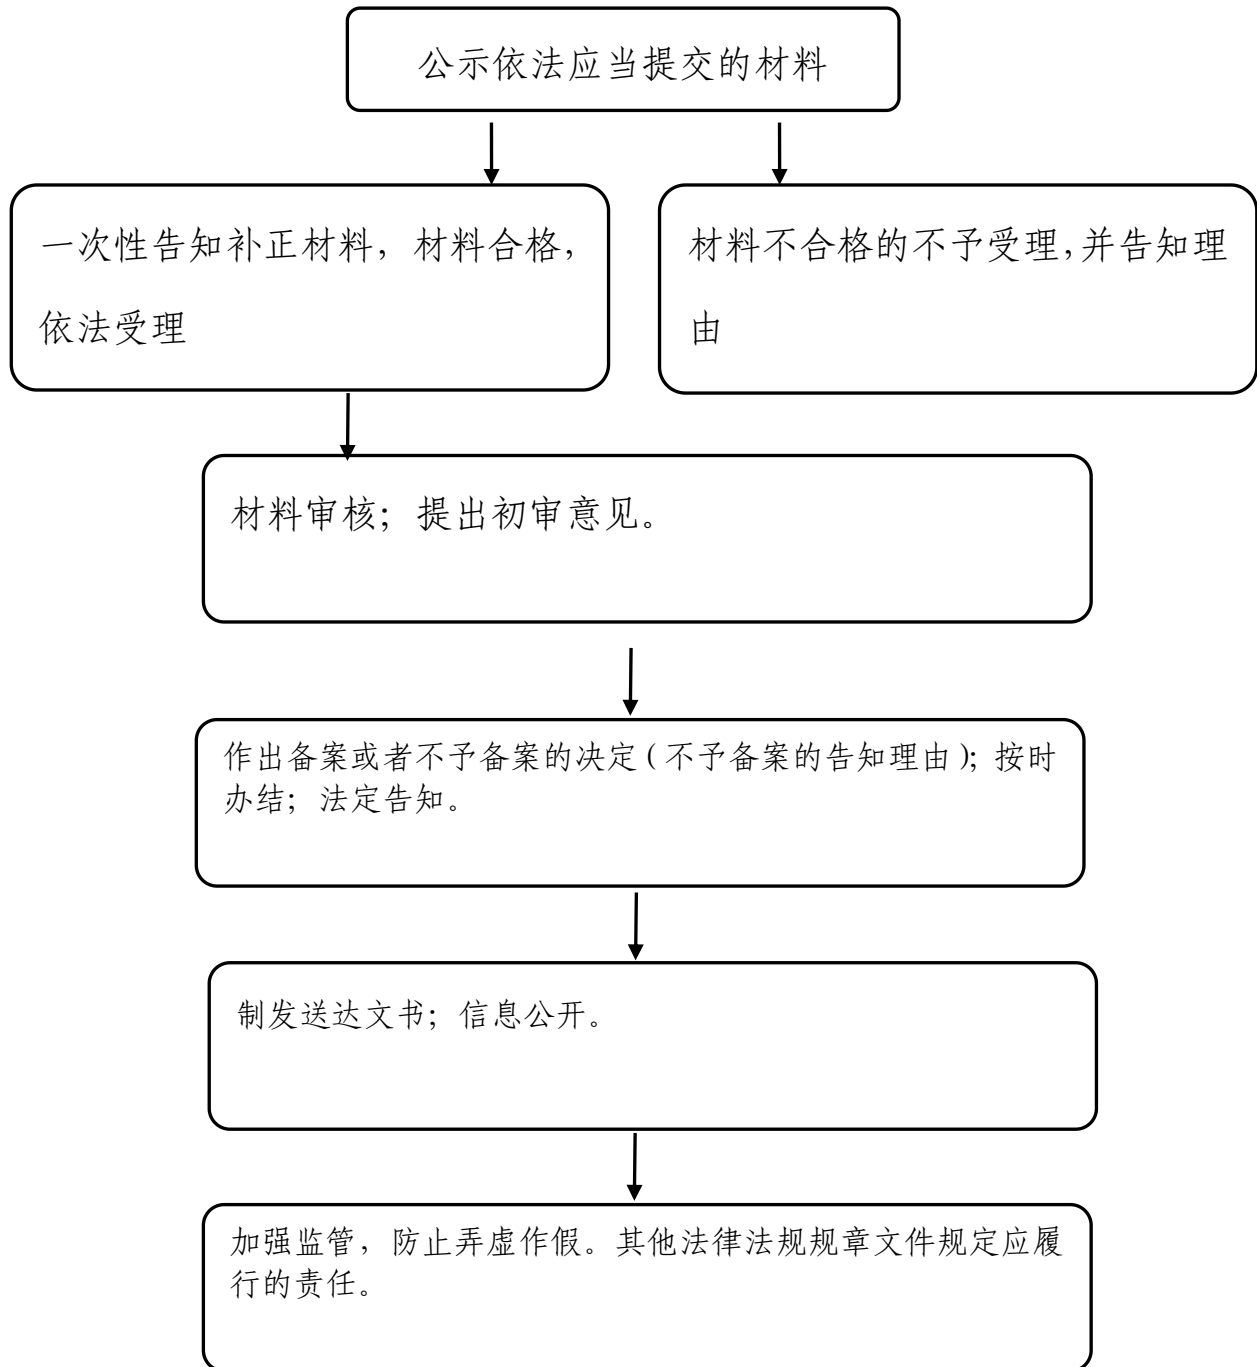 公示依法应当提交的材料
一次性告知补正材料，材料合格，
依法受理
材料不合格的不予受理，并告知理
由
材料审核；提出初审意见。
作出备案或者不予备案的决定（不予备案的告知理由）；按时
办结；法定告知。
制发送达文书；信息公开。
加强监管，防止弄虚作假。其他法律法规规章文件规定应履
行的责任。